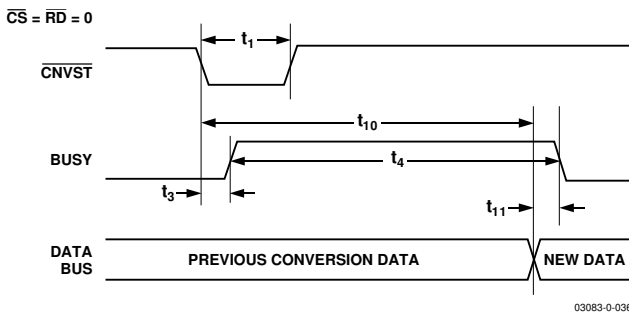 CS = RD = 0
t1
CNVST
t10
BUSY
t4
t3
t11
DATA
BUS
PREVIOUS CONVERSION DATA
NEW DATA
03083-0-036